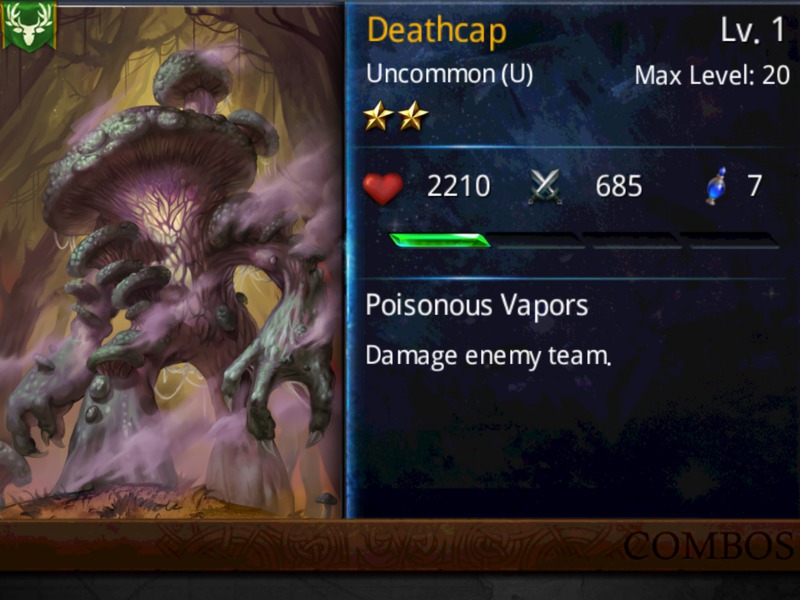 Deathcap
Lv. 1
Uncommon (U)
Max Level: 20
2210
685
7
Poisonous Vapors
Damage enemy team.
COMBOS